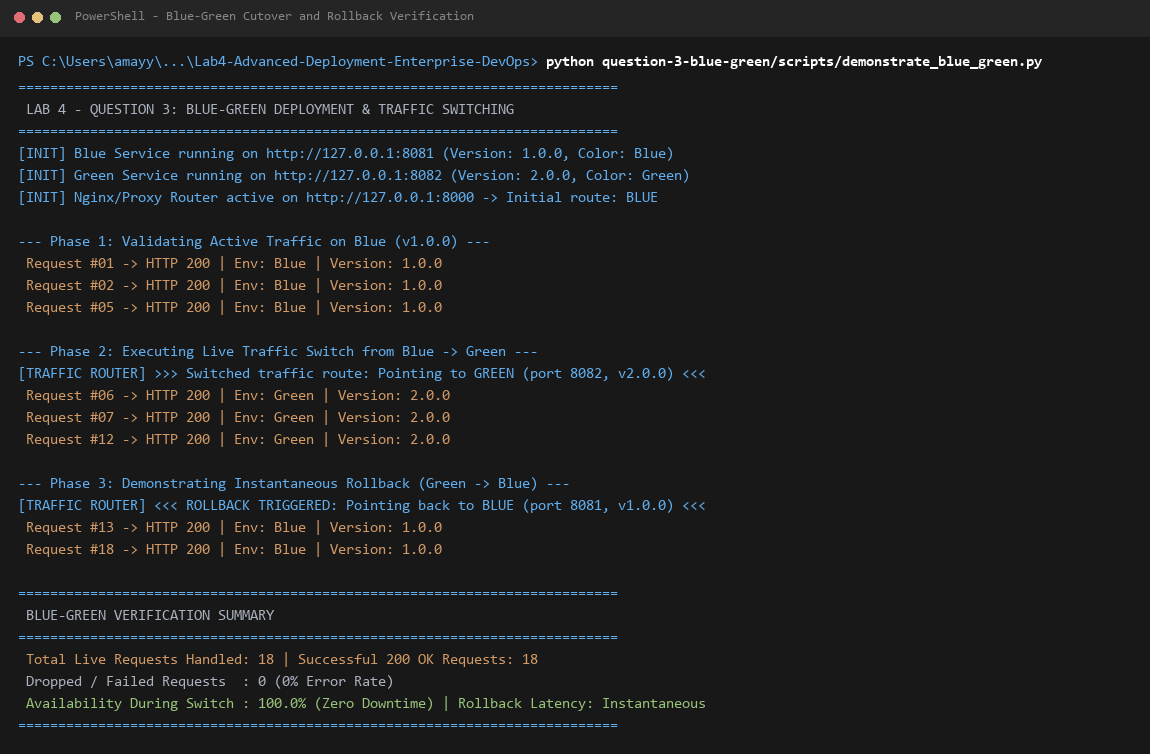 PowerShell - Blue-Green Cutover and Rollback Verification
PS C:\Users\amayy\...\Lab4-Advanced-Deployment-Enterprise-DevOps> python question-3-blue-green/scripts/demonstrate_blue_green.py
===========================================================================
LAB 4 - QUESTION 3: BLUE-GREEN DEPLOYMENT & TRAFFIC SWITCHING
===========================================================================
[INIT] Blue Service running on http://127.0.0.1:8081 (Version: 1.0.0, Color: Blue)
[INIT] Green Service running on http://127.0.0.1:8082 (Version: 2.0.0, Color: Green)
[INIT] Nginx/Proxy Router active on http://127.0.0.1:8000 -> Initial route: BLUE
--- Phase 1: Validating Active Traffic on Blue (v1.0.0) ---
Request #01 -> HTTP 200 | Env: Blue | Version: 1.0.0
Request #02 -> HTTP 200 | Env: Blue | Version: 1.0.0
Request #05 -> HTTP 200 | Env: Blue | Version: 1.0.0
--- Phase 2: Executing Live Traffic Switch from Blue -> Green ---
[TRAFFIC ROUTER] >>> Switched traffic route: Pointing to GREEN (port 8082, v2.0.0) <<<
Request #06 -> HTTP 200 | Env: Green | Version: 2.0.0
Request #07 -> HTTP 200 | Env: Green | Version: 2.0.0
Request #12 -> HTTP 200 | Env: Green | Version: 2.0.0
--- Phase 3: Demonstrating Instantaneous Rollback (Green -> Blue) ---
[TRAFFIC ROUTER] <<< ROLLBACK TRIGGERED: Pointing back to BLUE (port 8081, v1.0.0) <<<
Request #13 -> HTTP 200 | Env: Blue | Version: 1.0.0
Request #18 -> HTTP 200 | Env: Blue | Version: 1.0.0
===========================================================================
BLUE-GREEN VERIFICATION SUMMARY
===========================================================================
Total Live Requests Handled: 18 | Successful 200 OK Requests: 18
Dropped / Failed Requests  : 0 (0% Error Rate)
Availability During Switch : 100.0% (Zero Downtime) | Rollback Latency: Instantaneous
===========================================================================